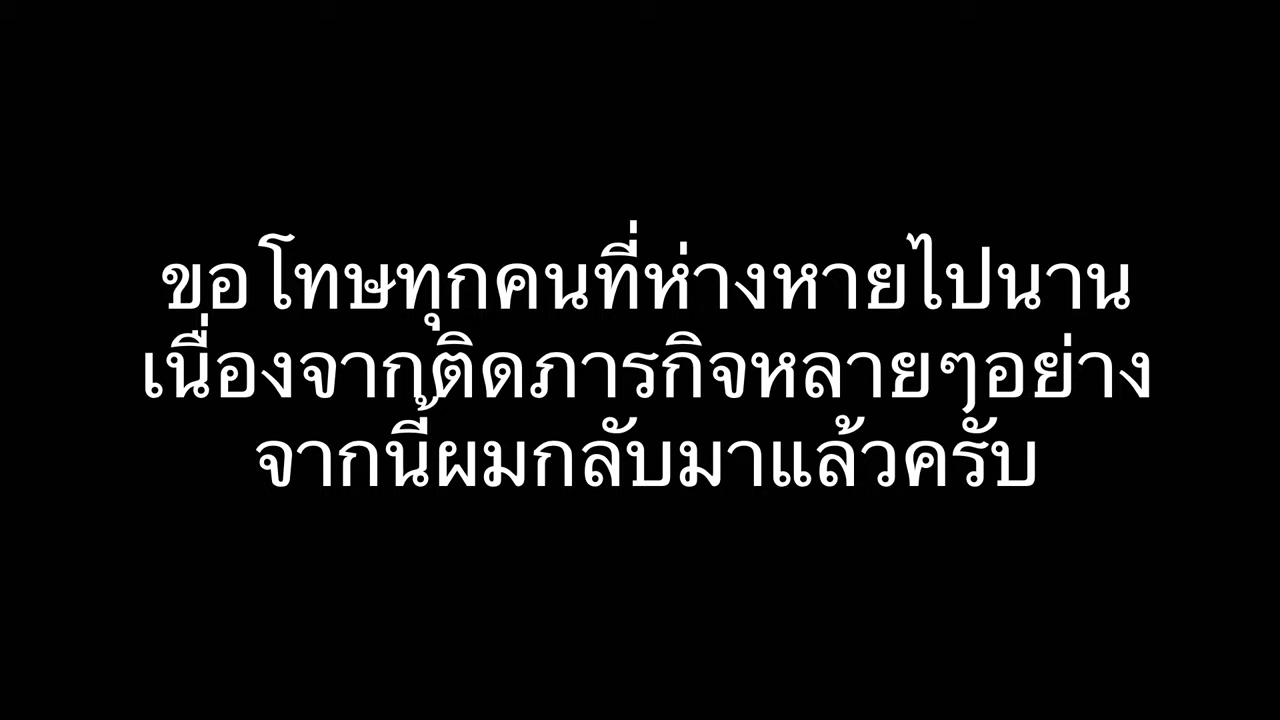 ขอโทษทุกคนที่ห่างหายไปนาน
เนื่องจากติดภารกิจหลายๆอย่าง
จากนี้ผมกลับมาแล้วครับ